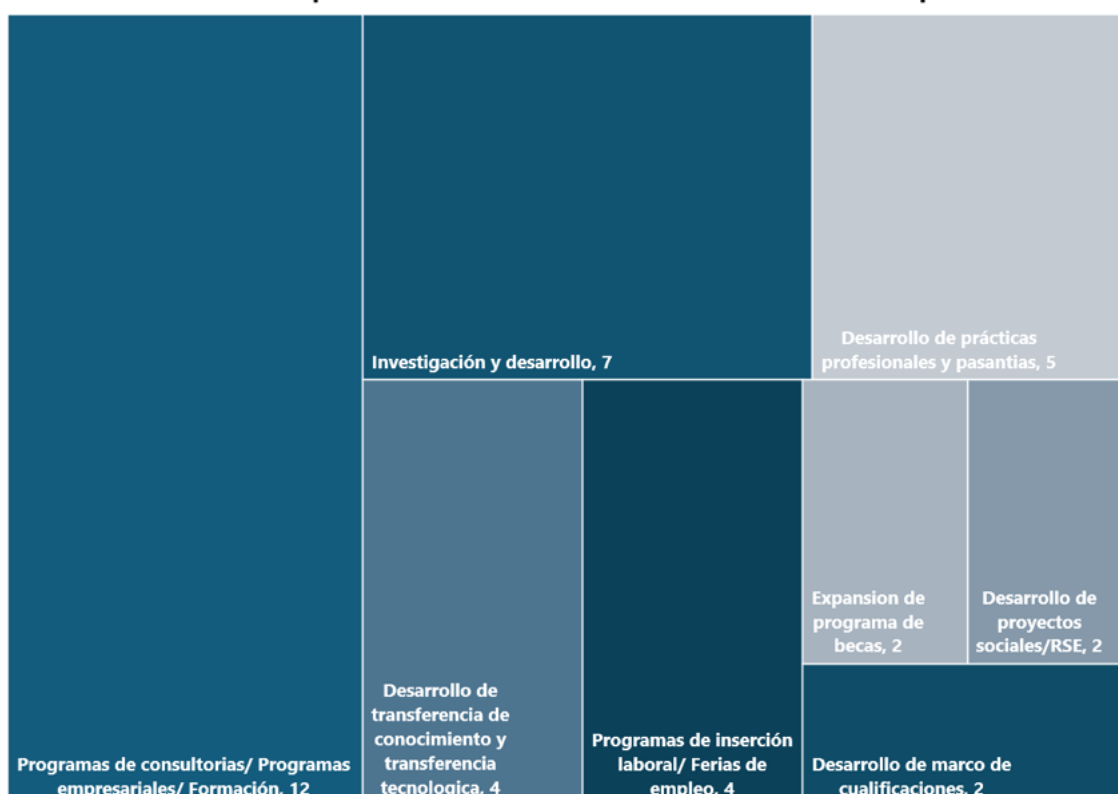 Investigación y desarrollo, 7
Desarrollo de prácticas
profesionales y pasantias, 5
Expansion de
programa de
becas, 2
Desarrollo de
proyectos
sociales/RSE, 2
Programas de consultorias/ Programas
empresariales/ Formación, 12
Desarrollo de
transferencia de
conocimiento y
transferencia
tecnologica, 4
Programas de inserción
laboral/ Ferias de
empleo, 4
Desarrollo de marco de
cualificaciones, 2